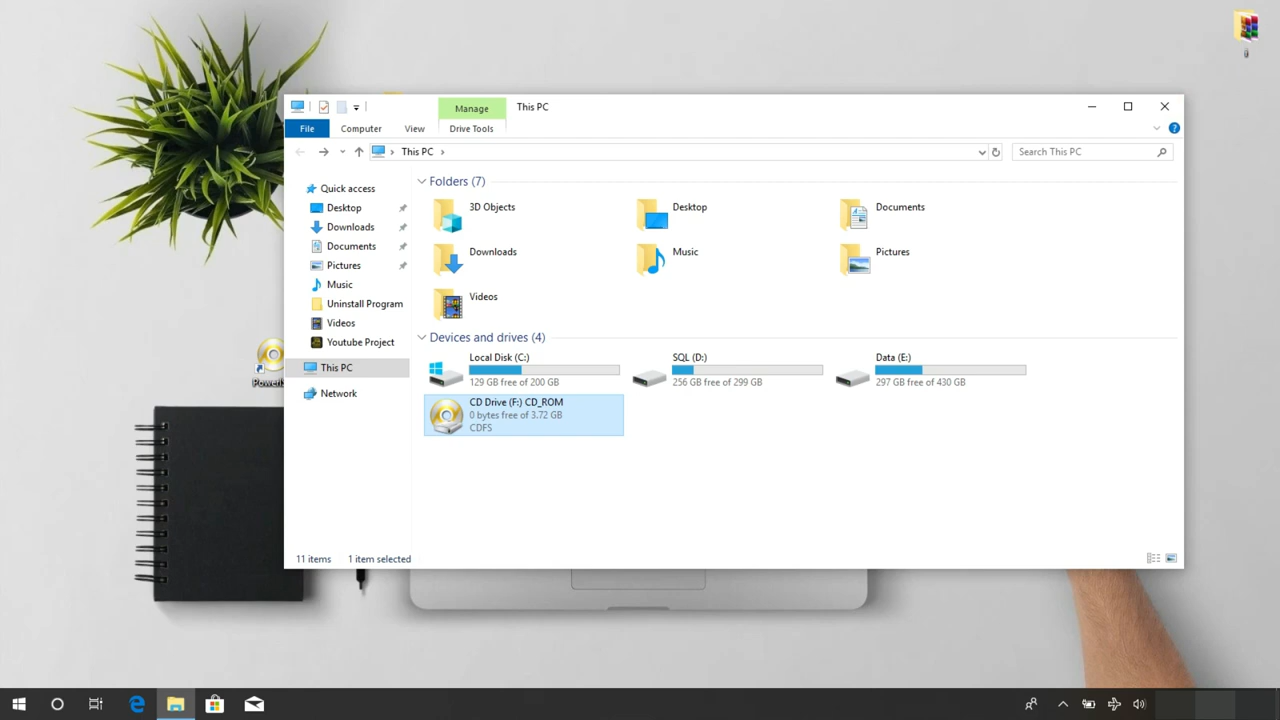 Manage
This PC
File
Computer
View
Drive Tools
This PC
Search This PC
Quick access
Desktop
Downloads
Documents
Pictures
Music
Uninstall Program
Videos
Youtube Project
This PC
Network
Folders (7)
3D Objects
Desktop
Documents
Downloads
Music
Pictures
Videos
Devices and drives (4)
Local Disk (C:)
129 GB free of 200 GB
SQL (D:)
256 GB free of 299 GB
Data (E:)
297 GB free of 430 GB
CD Drive (F:) CD_ROM
0 bytes free of 3.72 GB
CDFS
11 items
1 item selected